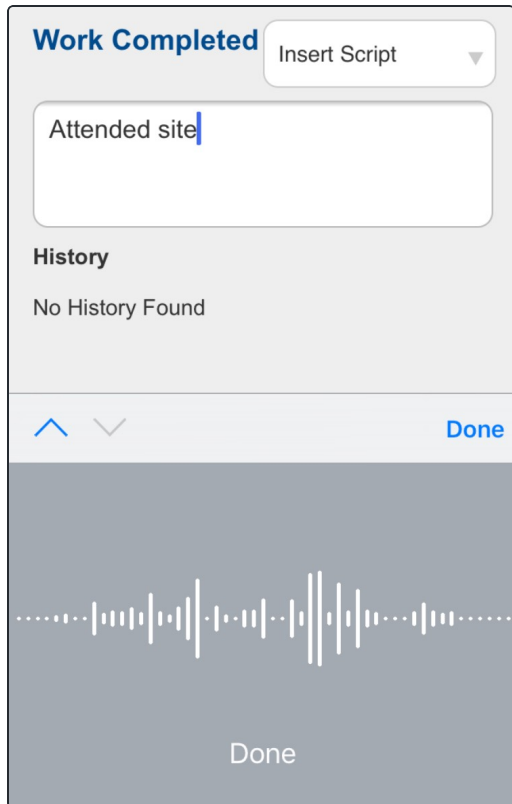 Work Completed Insert Script
Attended site
History
No History Found
Done
Done